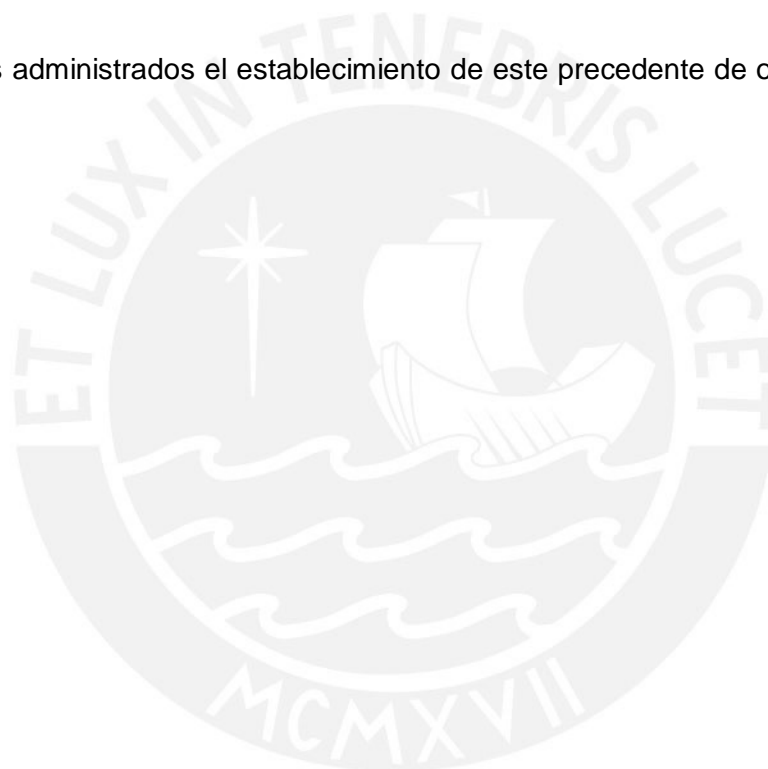 administrados el establecimiento de este precedente de
ET LUX IN TENEBRIS LUCET
MCMXVII